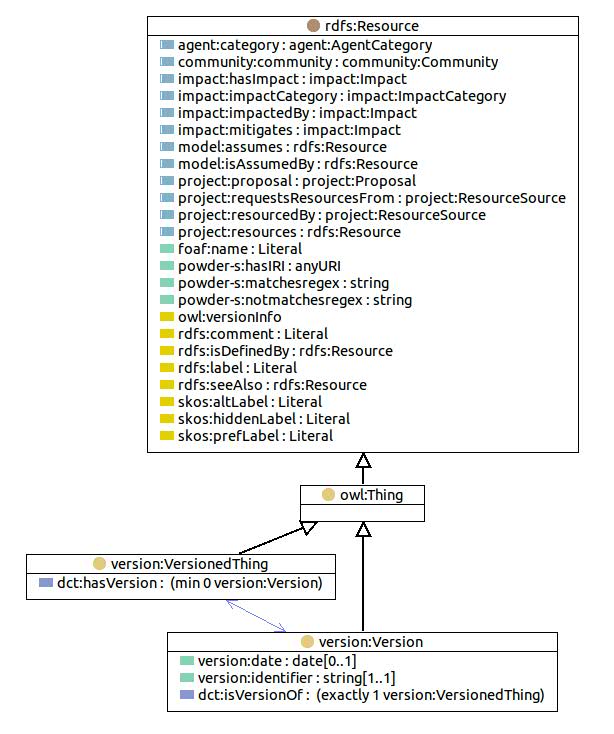 rdfs:Resource
agent:category : agent:AgentCategory
community:community : community:Community
impact:hasImpact : impact:Impact
impact:impactCategory : impact:ImpactCategory
impact:impactedBy : impact:Impact
impact:mitigates : impact:Impact
model:assumes : rdfs:Resource
model:isAssumedBy : rdfs:Resource
project:proposal : project:Proposal
project:requestsResourcesFrom : project:ResourceSource
project:resourcedBy : project:ResourceSource
project:resources : rdfs:Resource
foaf:name : Literal
powder-s:hasIRI : anyURI
powder-s:matchesregex : string
powder-s:notmatchesregex : string
owl:versionInfo
rdfs:comment : Literal
rdfs:isDefinedBy : rdfs:Resource
rdfs:label : Literal
rdfs:seeAlso : rdfs:Resource
skos:altLabel : Literal
skos:hiddenLabel : Literal
skos:prefLabel : Literal
owl:Thing
version:VersionedThing
dct:hasVersion : (min 0 version:Version)
version:Version
version:date : date[0..1]
version:identifier : string[1..1]
dct:isVersionOf : (exactly 1 version:VersionedThing)